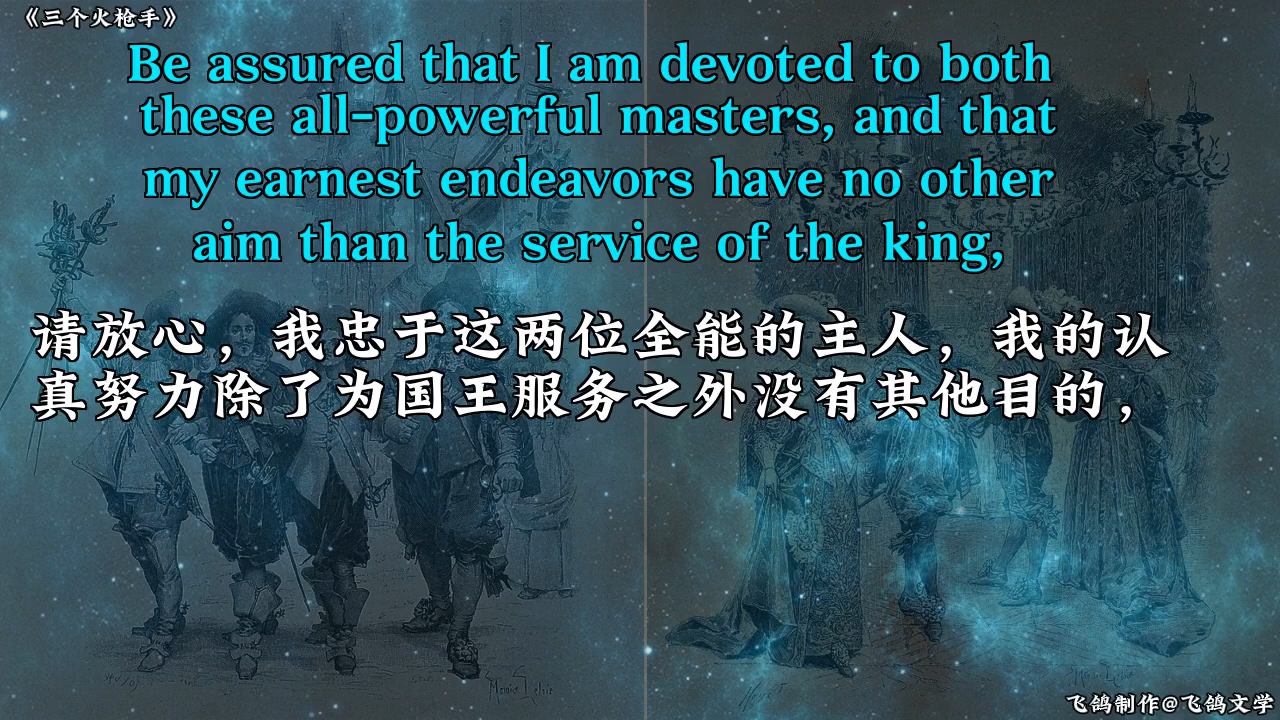 《三个火枪手》
Be assured that I am devoted to both
these all-powerful masters, and that
my earnest endeavors have no other
aim than the service of the king,
请放心，我忠于这两位全能的主人，我的认
真努力除了为国王服务之外没有其他目的，
飞鸽制作@飞鸽文学